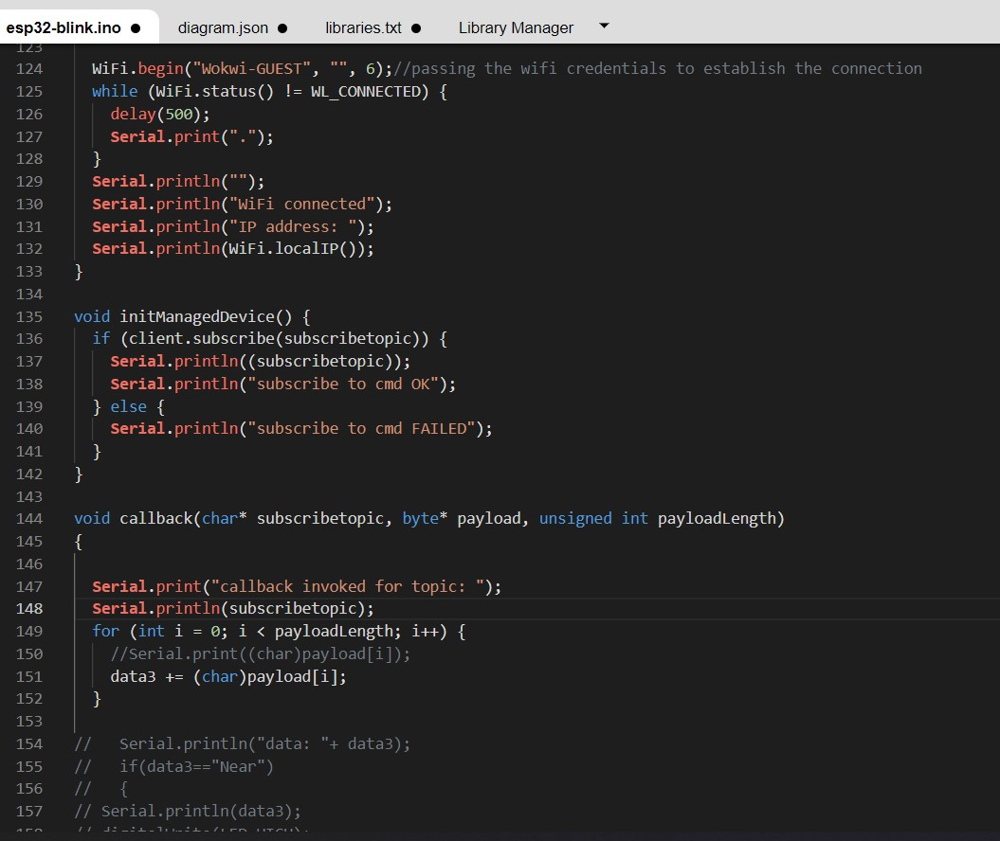 esp32-blink.ino ● diagram.json ● libraries.txt ● Library Manager
123
124 WiFi.begin("Wokwi-GUEST", "", 6);//passing the wifi credentials to establish the connection
125 while (WiFi.status() != WL_CONNECTED) {
126 delay(500);
127 Serial.print(".");
128 }
129 Serial.println("");
130 Serial.println("WiFi connected");
131 Serial.println("IP address: ");
132 Serial.println(WiFi.localIP());
133 }
134
135 void initManagedDevice() {
136 if (client.subscribe(subscribetopic)) {
137 Serial.println((subscribetopic));
138 Serial.println("subscribe to cmd OK");
139 } else {
140 Serial.println("subscribe to cmd FAILED");
141 }
142 }
143
144 void callback(char* subscribetopic, byte* payload, unsigned int payloadLength)
145 {
146
147 Serial.print("callback invoked for topic: ");
148 Serial.println(subscribetopic);
149 for (int i = 0; i < payloadLength; i++) {
150 //Serial.print((char)payload[i]);
151 data3 += (char)payload[i];
152 }
153
154 //   Serial.println("data: "+ data3);
155 //   if(data3=="Near")
156 //   {
157 // Serial.println(data3);
158 // digitalWrite(LED,HIGH);